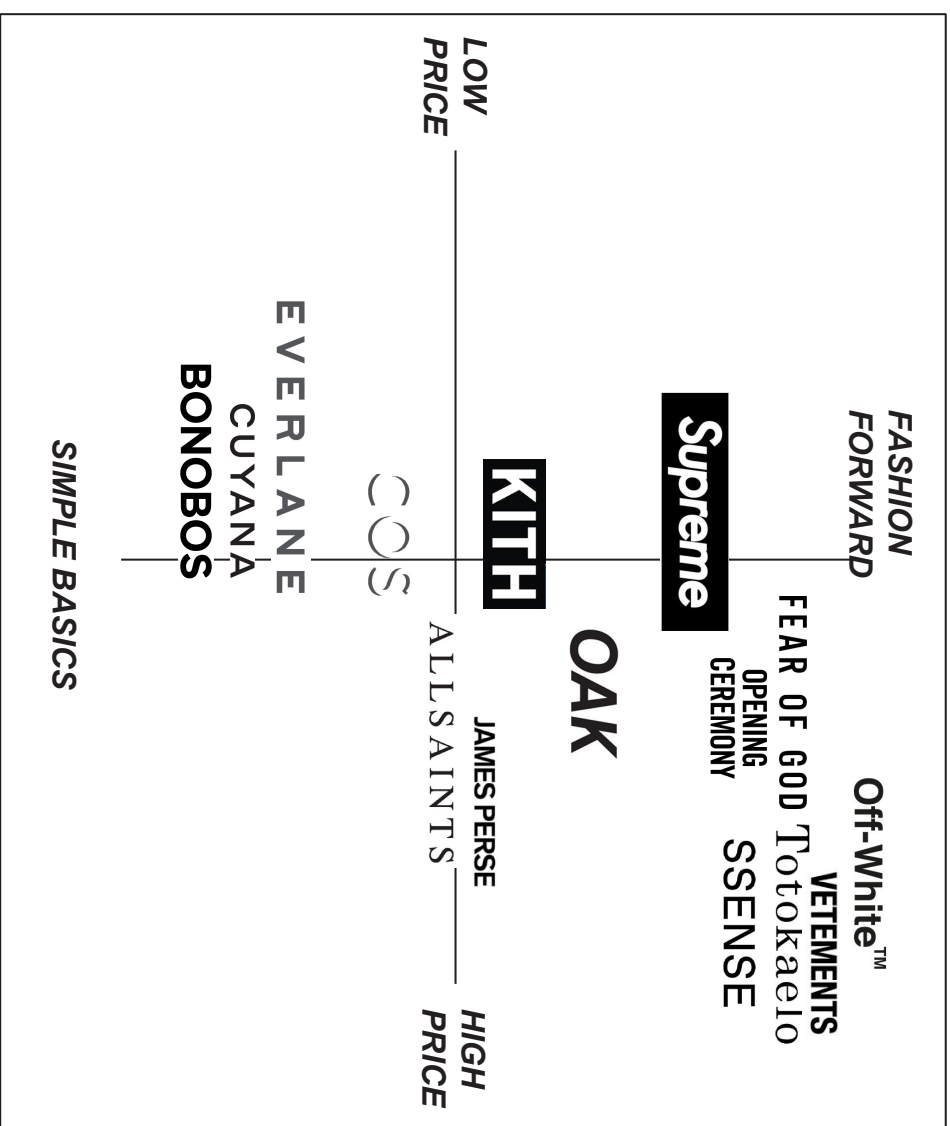 FASHION
FORWARD
Off-White™
VETEMENTS
FEAR OF GOD
Totokaelo
OPENING
CEREMONY
SSENSE
Supreme
OAK
KITH
JAMES PERSE
LOW
PRICE
HIGH
PRICE
ALLSAINTS
COS
EVERLANE
CUYANA
BONOBOS
SIMPLE BASICS